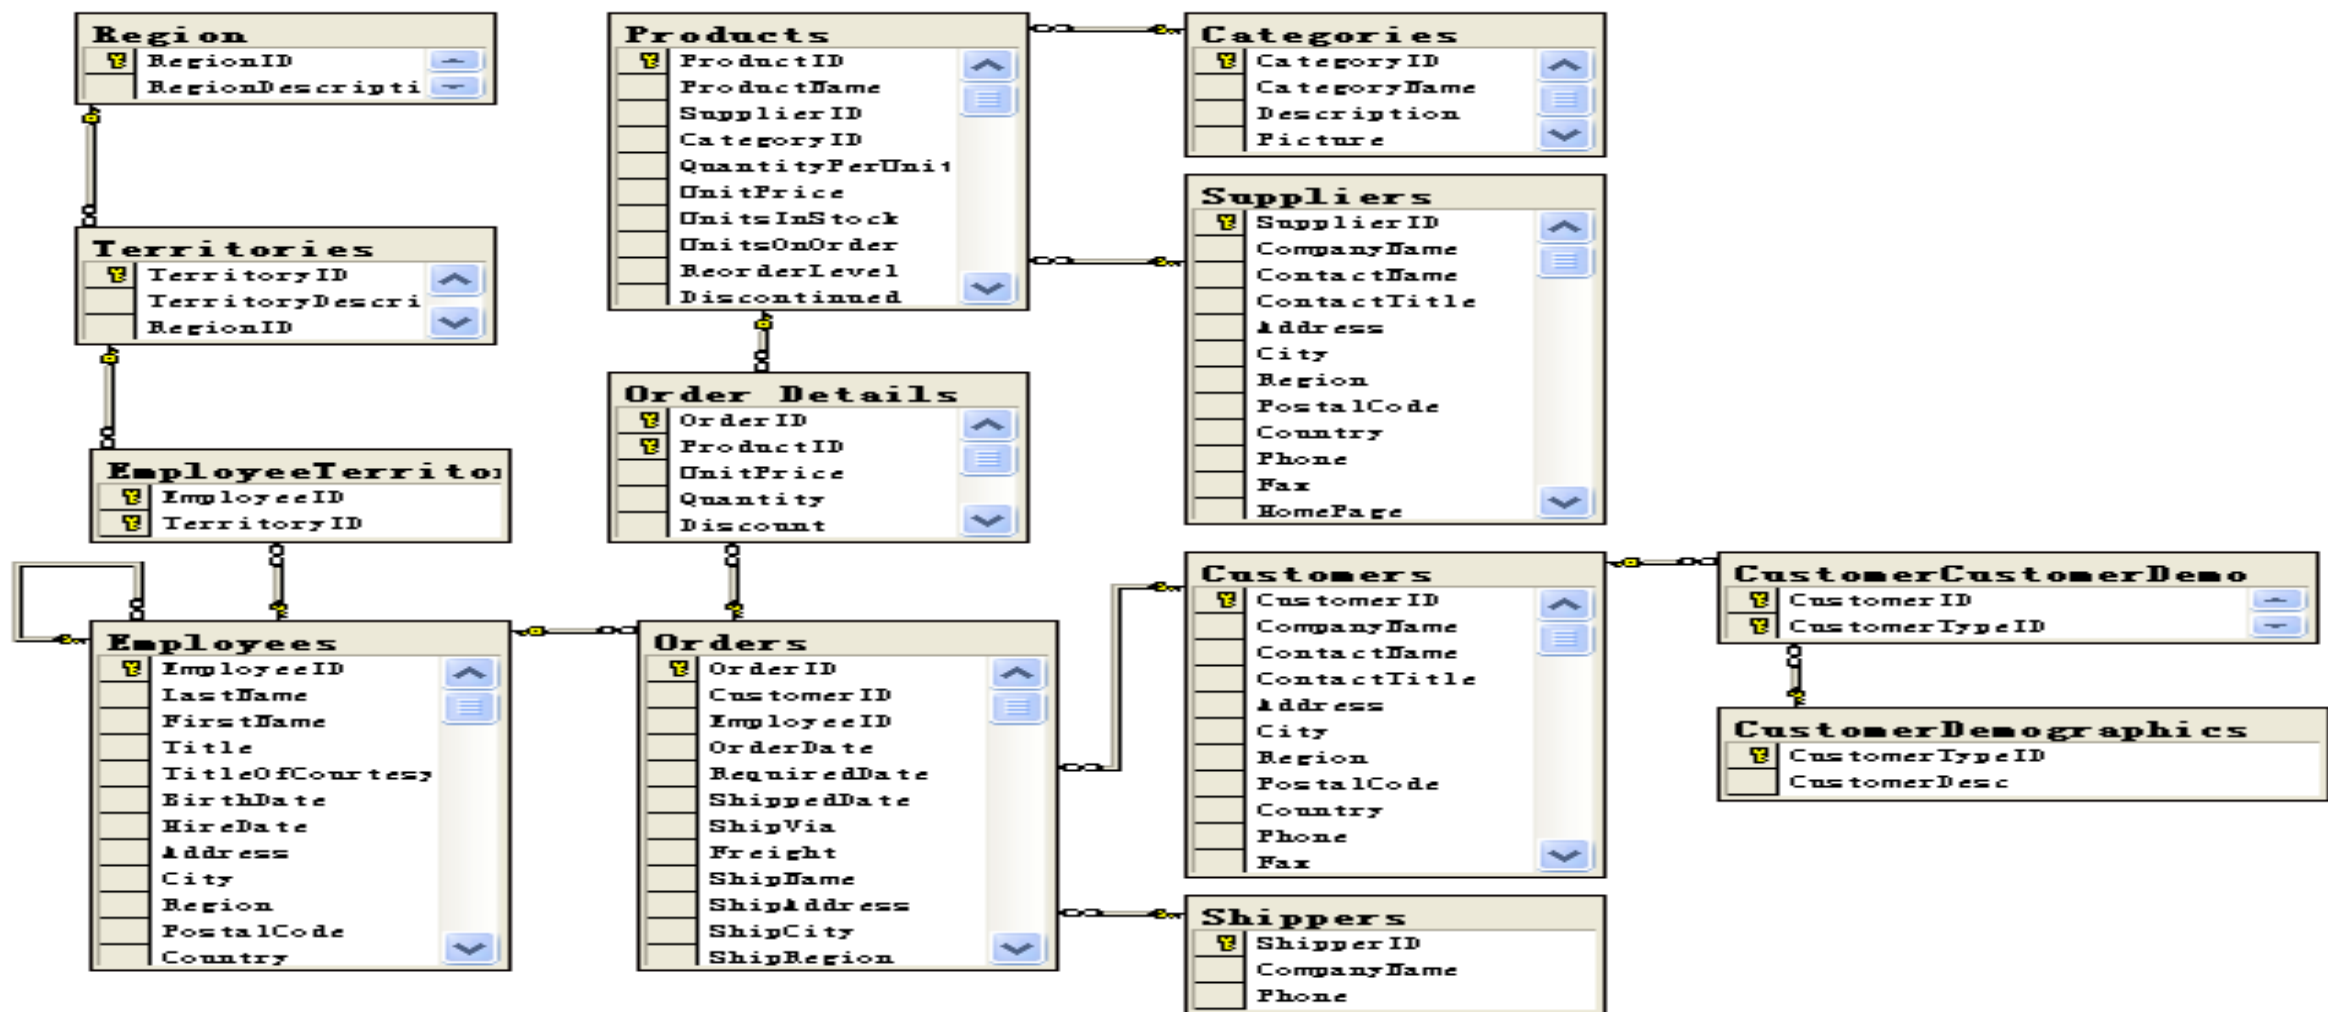 Region
RegionID
RegionDescripti
Territories
TerritoryID
TerritoryDescri
RegionID
EmployeeTerrito
EmployeeID
TerritoryID
Employees
EmployeeID
LastName
FirstName
Title
TitleOfCourtesy
BirthDate
HireDate
Address
City
Region
PostalCode
Country
Products
ProductID
ProductName
SupplierID
CategoryID
QuantityPerUnit
UnitPrice
UnitsInStock
UnitsOnOrder
ReorderLevel
Discontinued
Order Details
OrderID
ProductID
UnitPrice
Quantity
Discount
Orders
OrderID
CustomerID
EmployeeID
OrderDate
RequiredDate
ShippedDate
ShipVia
Freight
ShipName
ShipAddress
ShipCity
ShipRegion
Categories
CategoryID
CategoryName
Description
Picture
Suppliers
SupplierID
CompanyName
ContactName
ContactTitle
Address
City
Region
PostalCode
Country
Phone
Fax
HomePage
Customers
CustomerID
CompanyName
ContactName
ContactTitle
Address
City
Region
PostalCode
Country
Phone
Fax
Shippers
ShipperID
CompanyName
Phone
CustomerCustomerDemo
CustomerID
CustomerTypeID
CustomerDemographics
CustomerTypeID
CustomerDesc